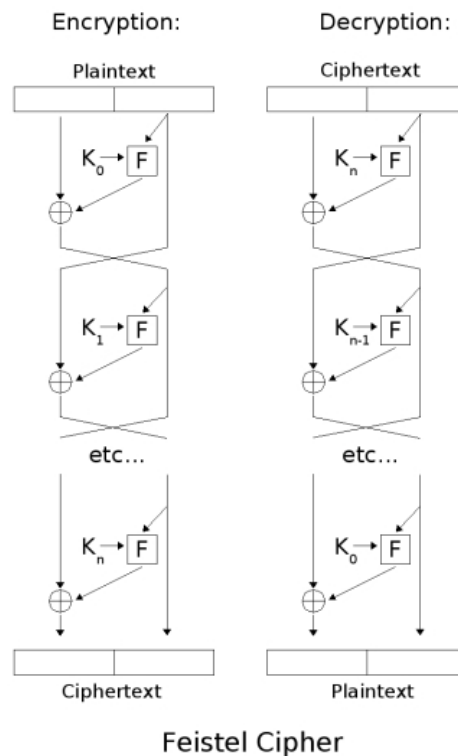 Encryption:
Plaintext
K0
F
K1
F
etc...
Kn
F
Ciphertext
Decryption:
Ciphertext
Kn
F
Kn-1
F
etc...
K0
F
Plaintext
Feistel Cipher